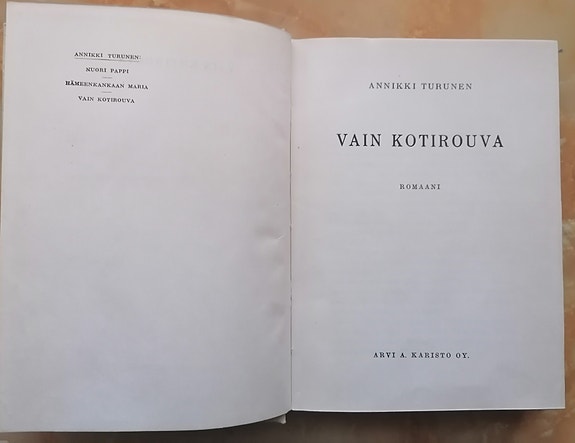 ANNIKKI TURUNEN:
NUORI PAPPI
HÄMEENKANKAAN MARIA
VAIN KOTIROUVA
ANNIKKI TURUNEN
VAIN KOTIROUVA
ROMAANI
ARVI A. KARISTO OY.